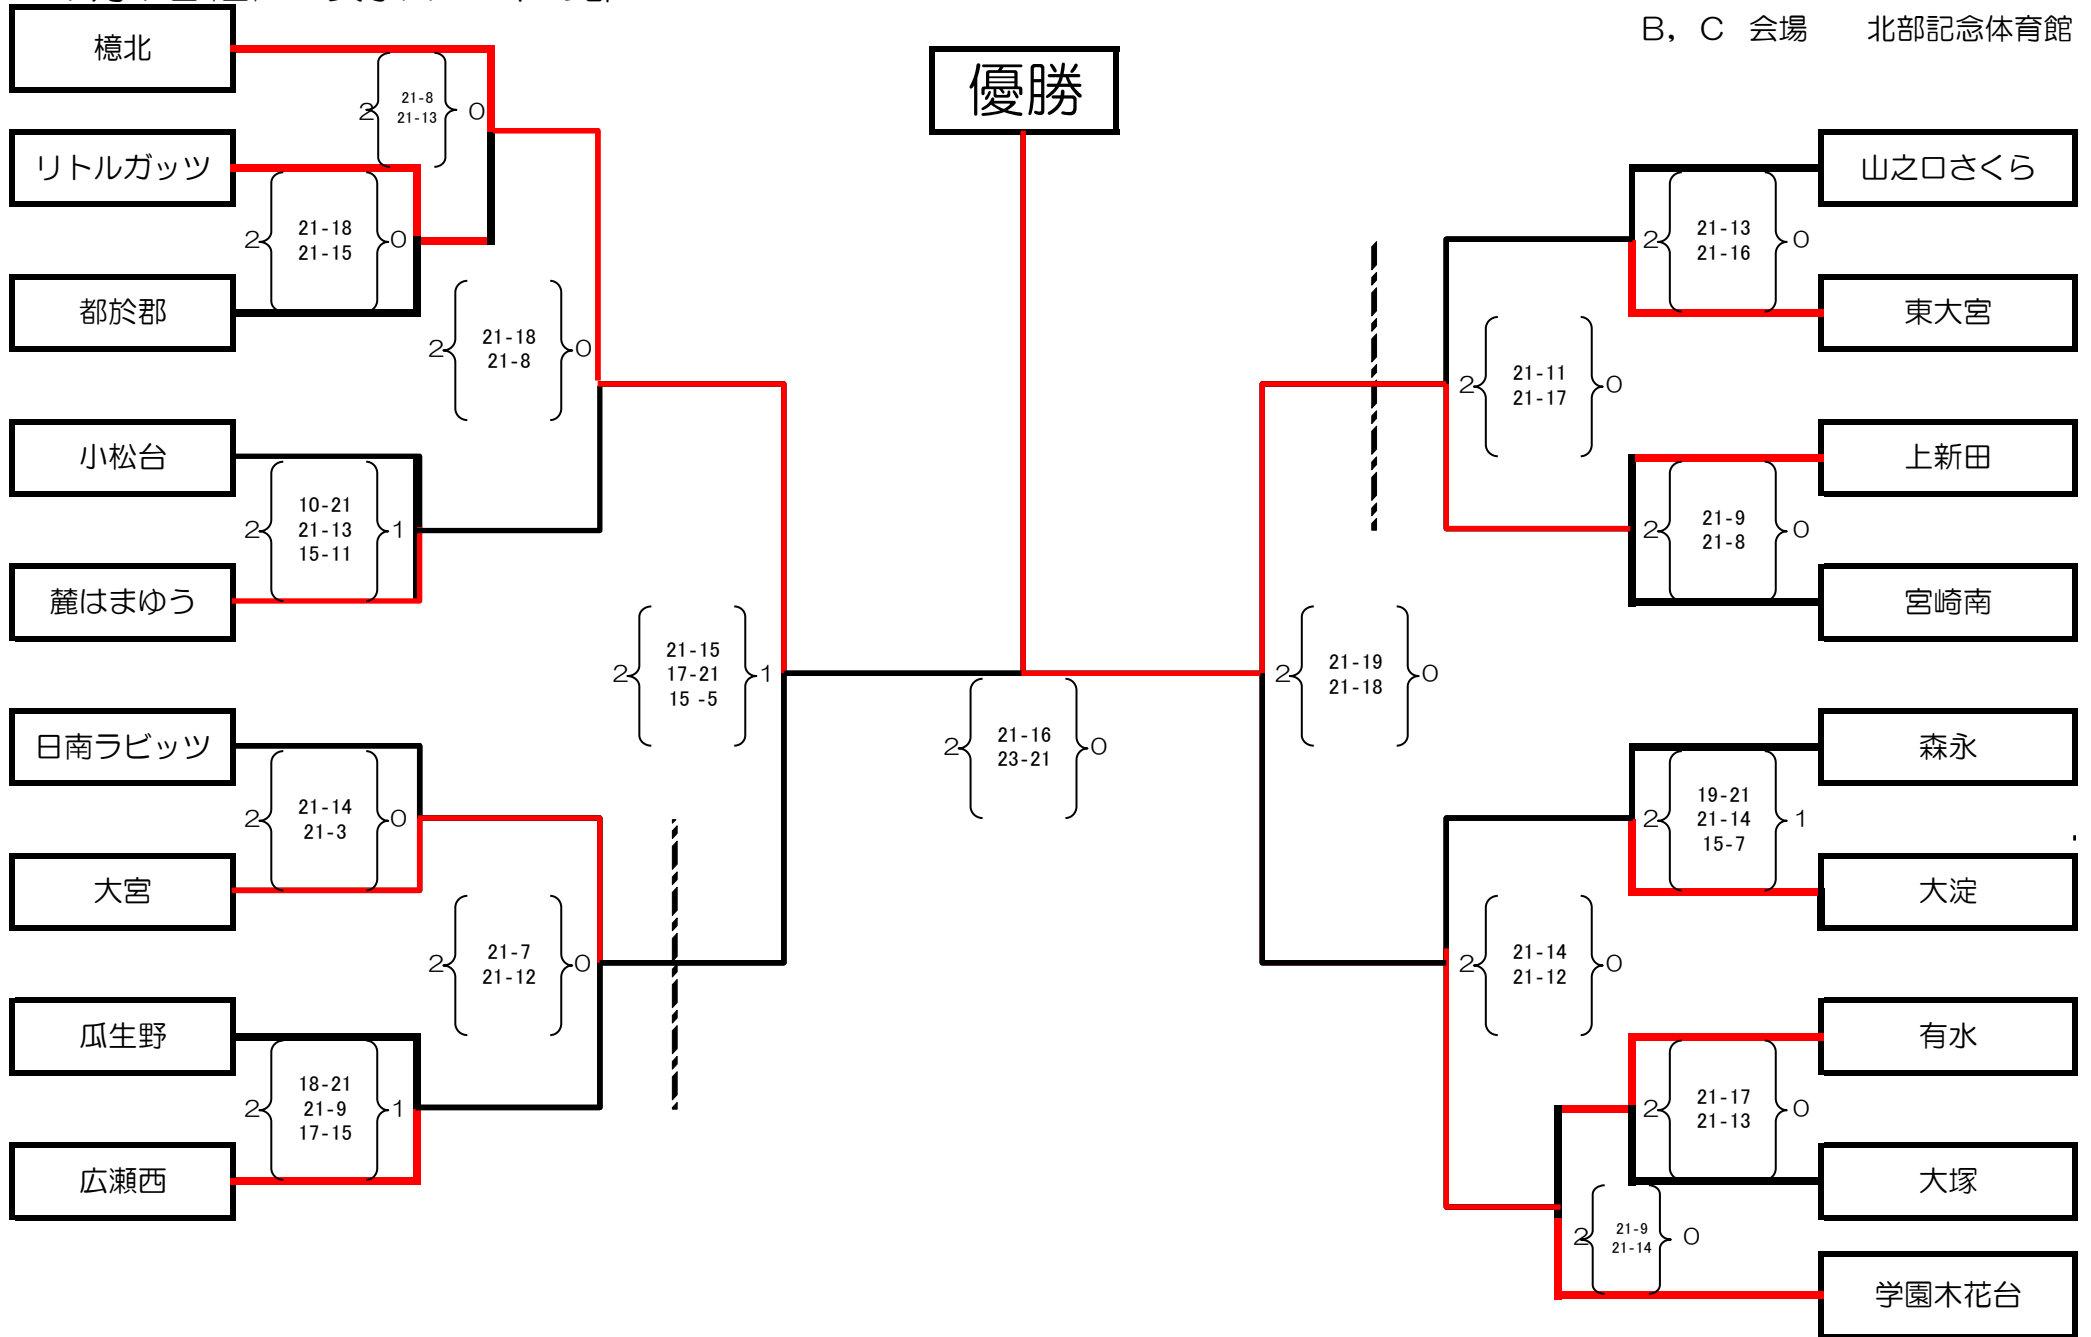 B，C 会場 北部記念体育館
優勝
檍北
2 21-8 0
21-13
リトルガッツ
2 21-18 0
21-15
都於郡
2 21-18 0
21-8
小松台
10-21
2 21-13 1
15-11
麓はまゆう
21-15
2 17-21 1
15 -5
日南ラビッツ
2 21-14 0
21-3
大宮
2 21-7 0
21-12
瓜生野
18-21
2 21-9 1
17-15
広瀬西
2 21-16 0
23-21
山之口さくら
2 21-13 0
21-16
東大宮
2 21-11 0
21-17
上新田
2 21-9 0
21-8
宮崎南
2 21-19 0
21-18
森永
19-21
2 21-14 1
15-7
大淀
2 21-14 0
21-12
有水
2 21-17 0
21-13
大塚
2 21-9 0
21-14
学園木花台